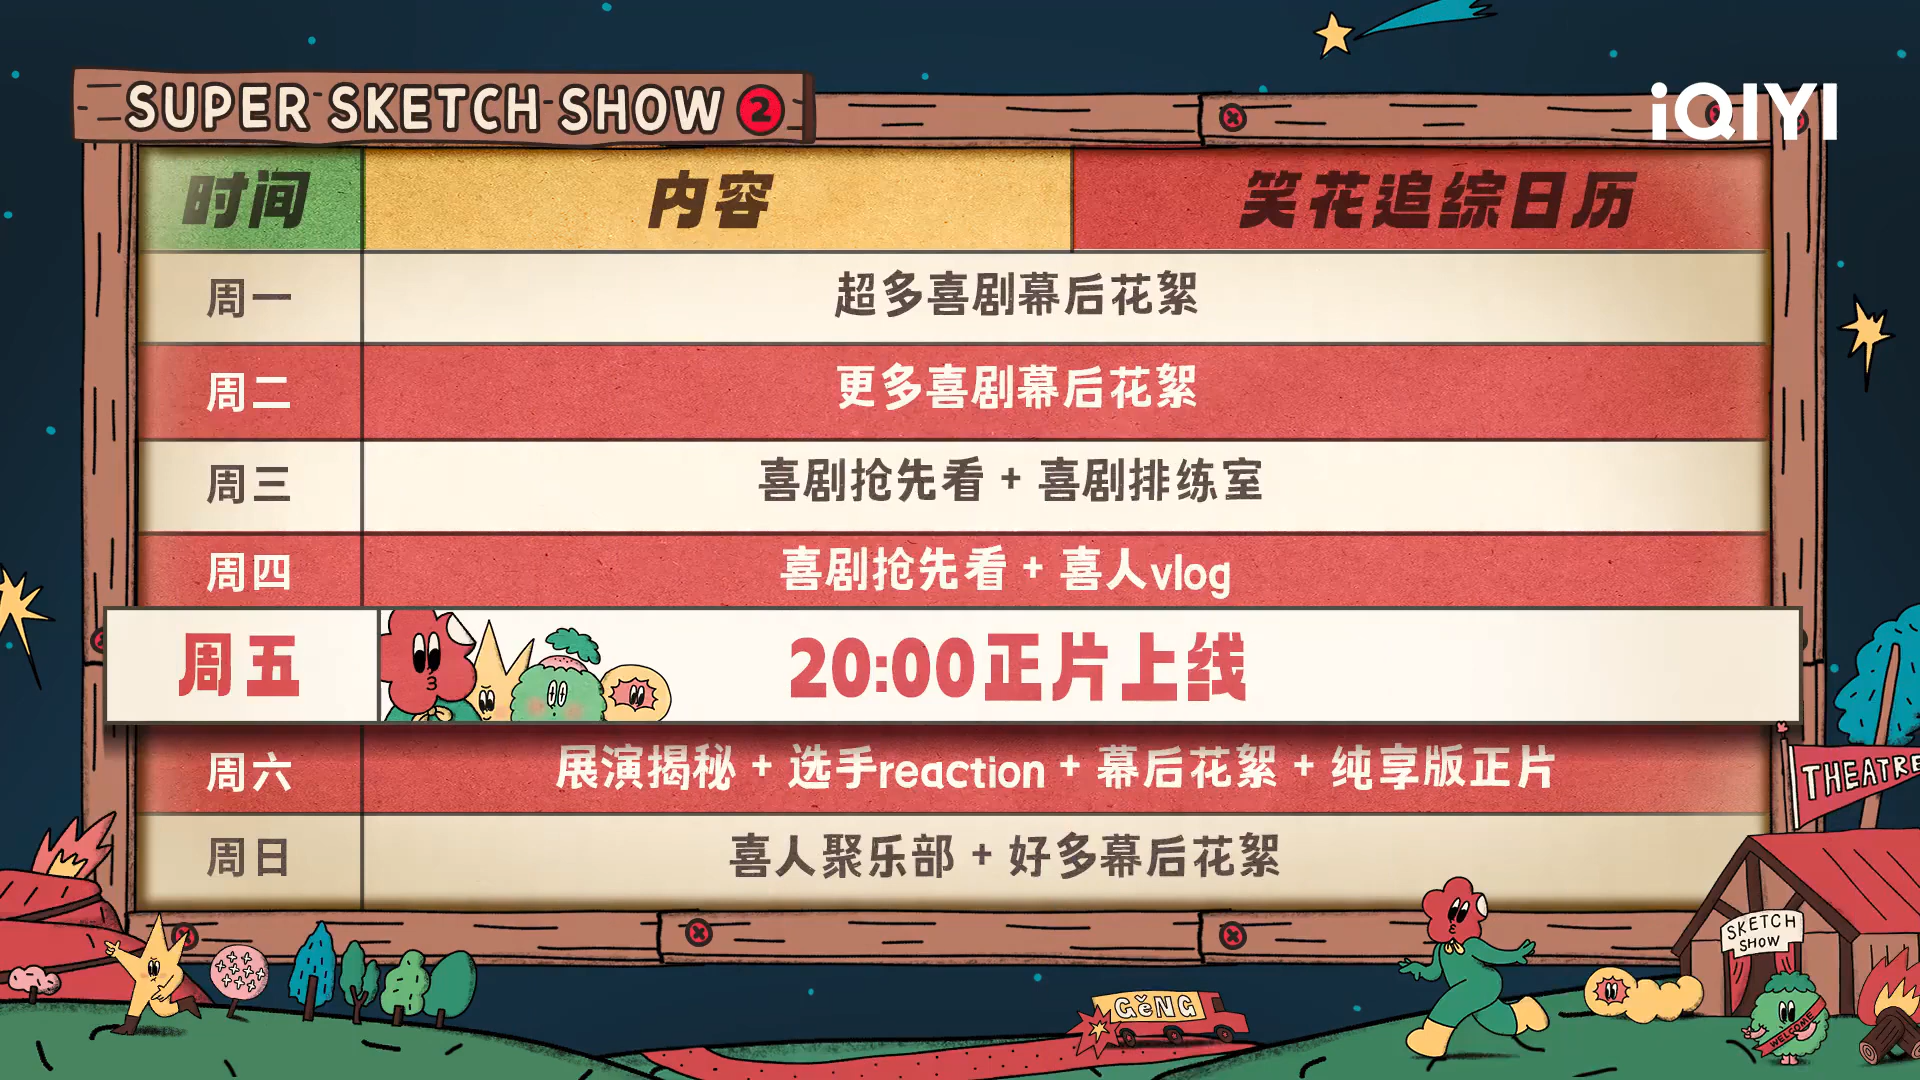 SUPER SKETCH SHOW 2
iQIYI
时间 内容 笑花追综日历
周一 超多喜剧幕后花絮
周二 更多喜剧幕后花絮
周三 喜剧抢先看 + 喜剧排练室
周四 喜剧抢先看 + 喜人vlog
周五 20:00正片上线
周六 展演揭秘 + 选手reaction + 幕后花絮 + 纯享版正片
周日 喜人聚乐部 + 好多幕后花絮
THEATRE
SKETCH
SHOW
GĕNG
WELCOME